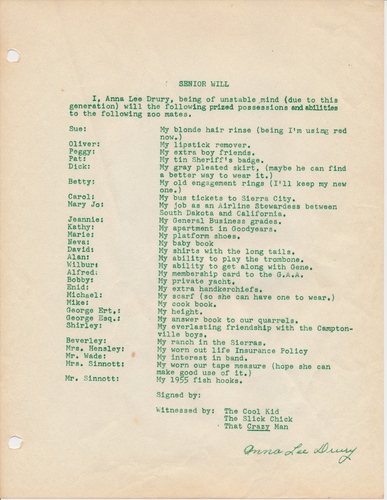 SENIOR WILL
I, Anna Lee Drury, being of unstable mind (due to this
generation) will the following prized possessions and abilities
to the following zoo mates.
Sue: My blonde hair rinse (being I'm using red
now.)
Oliver: My lipstick remover.
Peggy: My extra boy friends.
Pat: My tin Sheriff's badge.
Dick: My gray pleated skirt, (maybe he can find
a better way to wear it.)
Betty: My old engagement rings (I'll keep my new
one.)
Carol: My bus tickets to Sierra City.
Mary Jo: My job as an Airline Stewardess between
South Dakota and California.
Jeannie: My General Business grades.
Kathy: My apartment in Goodyears.
Marie: My platform shoes.
Neva: My baby book
David: My shirts with the long tails.
Alan: My ability to play the trombone.
Wilbur: My ability to get along with Gene.
Alfred: My membership card to the G.A.A.
Bobby: My private yacht.
Enid: My extra handkerchiefs.
Michael: My scarf (so she can have one to wear.)
Mike: My cook book.
George Ert.: My height.
George Esq.: My answer book to our quarrels.
Shirley: My everlasting friendship with the Campton-
ville boys.
Beverley: My ranch in the Sierras.
Mrs. Hensley: My worn out life Insurance Policy
Mr. Wade: My interest in band.
Mrs. Sinnott: My worn our tape measure (hope she can
make good use of it.)
Mr. Sinnott: My 1955 fish hooks.
Signed by:
Witnessed by: The Cool Kid
The Slick Chick
That Crazy Man
Anna Lee Drury